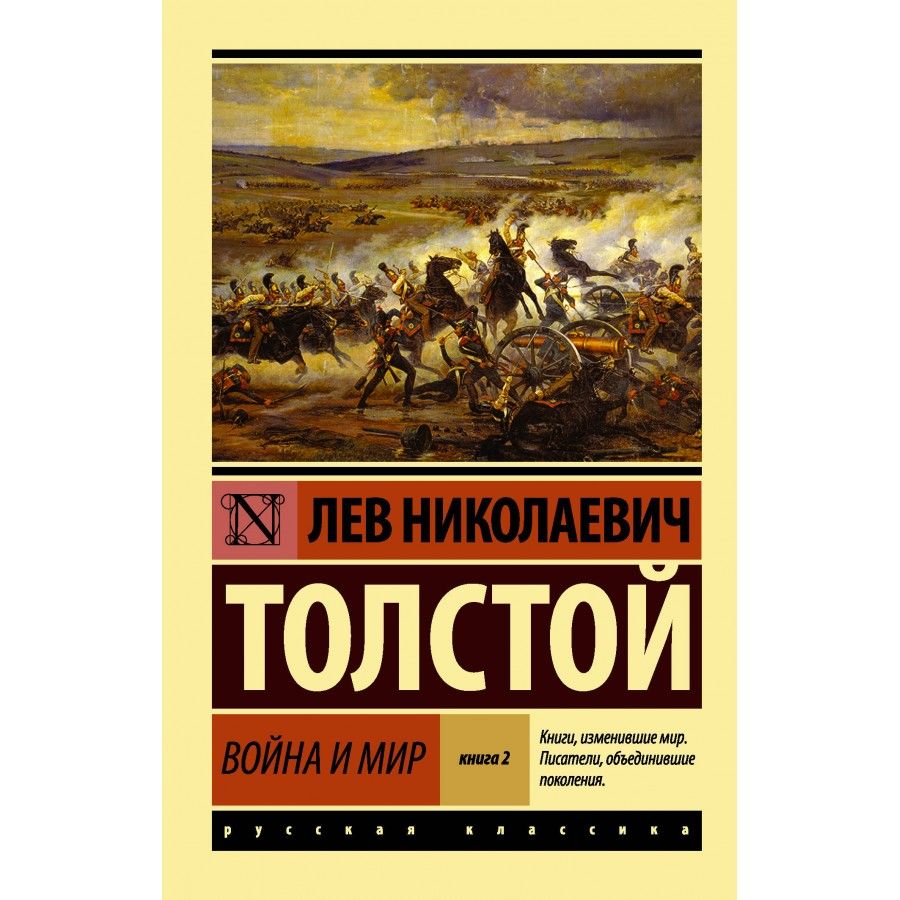 N
ЛЕВ НИКОЛАЕВИЧ
ТОЛСТОЙ
ВОЙНА И МИР
книга 2
Книги, изменившие мир.
Писатели, объединившие
поколения.
русская классика